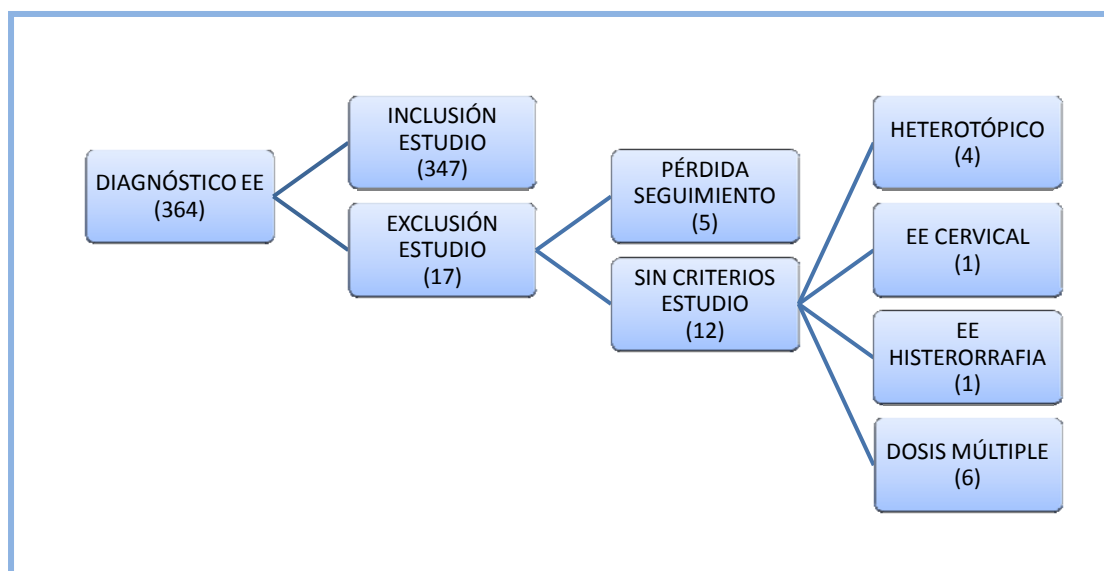 DIAGNÓSTICO EE
(364)
INCLUSIÓN
ESTUDIO
(347)
EXCLUSIÓN
ESTUDIO
(17)
PÉRDIDA
SEGUIMIENTO
(5)
SIN CRITERIOS
ESTUDIO
(12)
HETEROTÓPICO
(4)
EE CERVICAL
(1)
EE
HISTERORRAFIA
(1)
DOSIS MÚLTIPLE
(6)